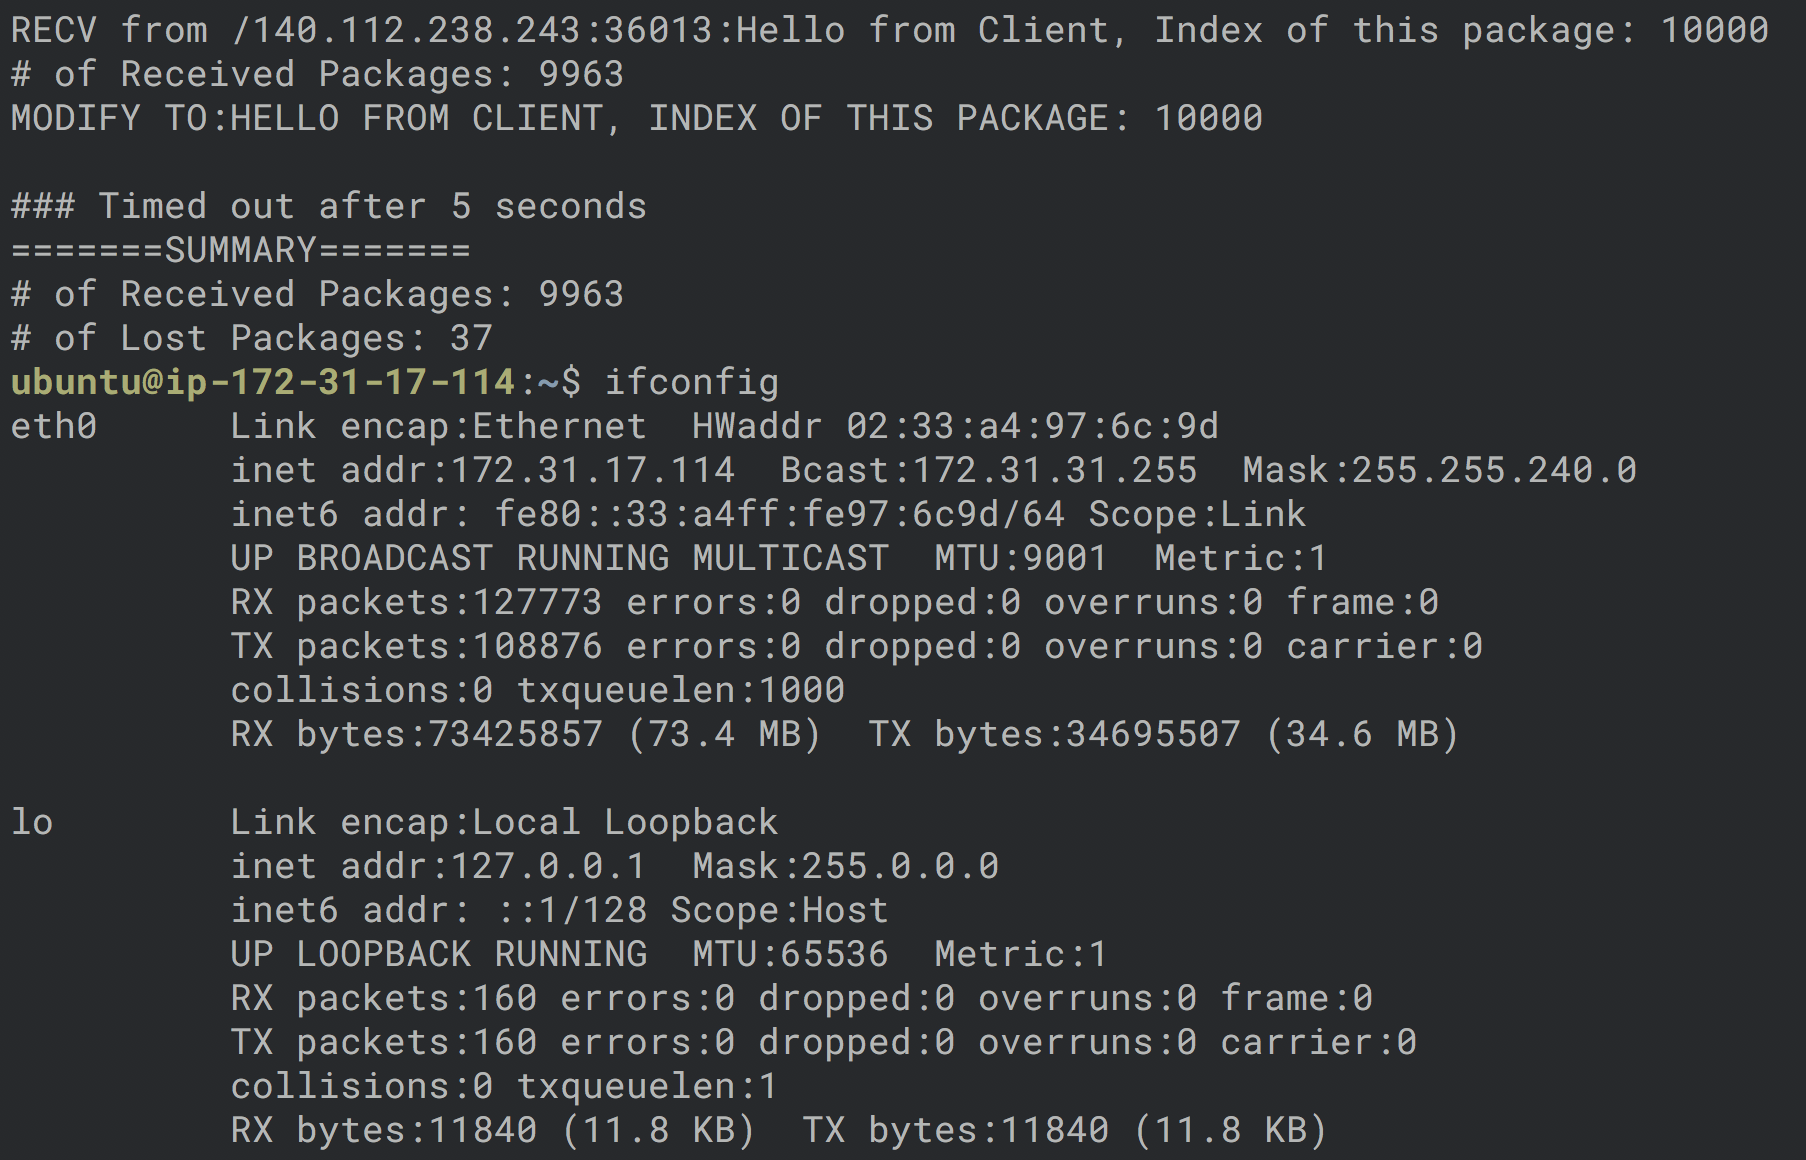 RECV from /140.112.238.243:36013:Hello from Client, Index of this package: 10000
# of Received Packages: 9963
MODIFY TO:HELLO FROM CLIENT, INDEX OF THIS PACKAGE: 10000
### Timed out after 5 seconds
=======SUMMARY=======
# of Received Packages: 9963
# of Lost Packages: 37
ubuntu@ip-172-31-17-114:~$ ifconfig
eth0 Link encap:Ethernet HWaddr 02:33:a4:97:6c:9d
inet addr:172.31.17.114 Bcast:172.31.31.255 Mask:255.255.240.0
inet6 addr: fe80::33:a4ff:fe97:6c9d/64 Scope:Link
UP BROADCAST RUNNING MULTICAST MTU:9001 Metric:1
RX packets:127773 errors:0 dropped:0 overruns:0 frame:0
TX packets:108876 errors:0 dropped:0 overruns:0 carrier:0
collisions:0 txqueuelen:1000
RX bytes:73425857 (73.4 MB) TX bytes:34695507 (34.6 MB)
lo Link encap:Local Loopback
inet addr:127.0.0.1 Mask:255.0.0.0
inet6 addr: ::1/128 Scope:Host
UP LOOPBACK RUNNING MTU:65536 Metric:1
RX packets:160 errors:0 dropped:0 overruns:0 frame:0
TX packets:160 errors:0 dropped:0 overruns:0 carrier:0
collisions:0 txqueuelen:1
RX bytes:11840 (11.8 KB) TX bytes:11840 (11.8 KB)